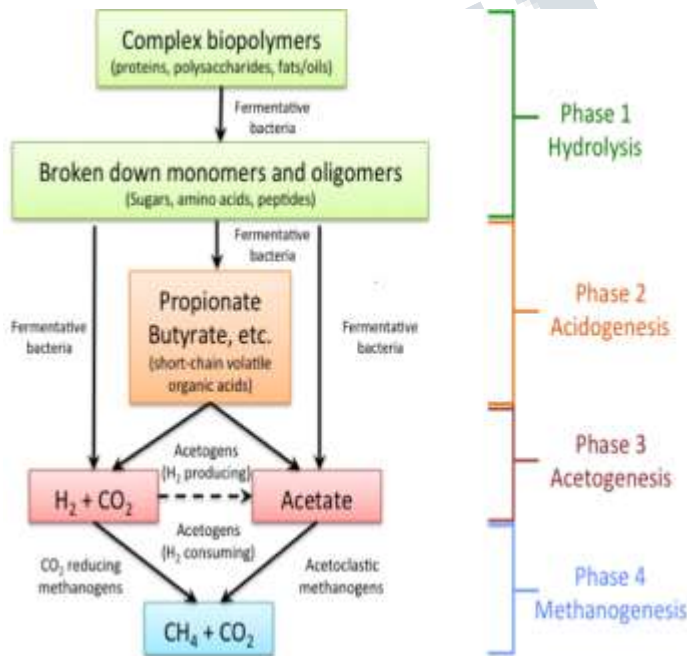 Complex biopolymers
(proteins, polysaccharides, fats/oils)
Fermentative
bacteria
Phase 1
Hydrolysis
Broken down monomers and oligomers
(Sugars, amino acids, peptides)
Fermentative
bacteria
Propionate
Butyrate, etc.
(short-chain volatile
organic acids)
Fermentative
bacteria
Fermentative
bacteria
Phase 2
Acidogenesis
Acetogens
(H₂ producing)
H₂ + CO₂
Acetate
Phase 3
Acetogenesis
Acetogens
(H₂ consuming)
CO₂ reducing
methanogens
Acetoclastic
methanogens
CH₄ + CO₂
Phase 4
Methanogenesis